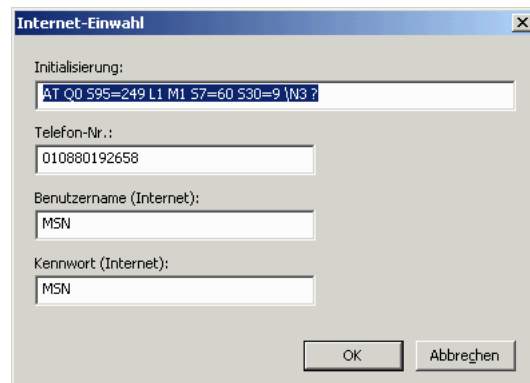 Internet-Einwahl
Initialisierung:
AT Q0 S95=249 L1 M1 S7=60 S30=9 \N3 ?
Telefon-Nr.:
010880192658
Benutzername (Internet):
MSN
Kennwort (Internet):
MSN
OK
Abbrechen